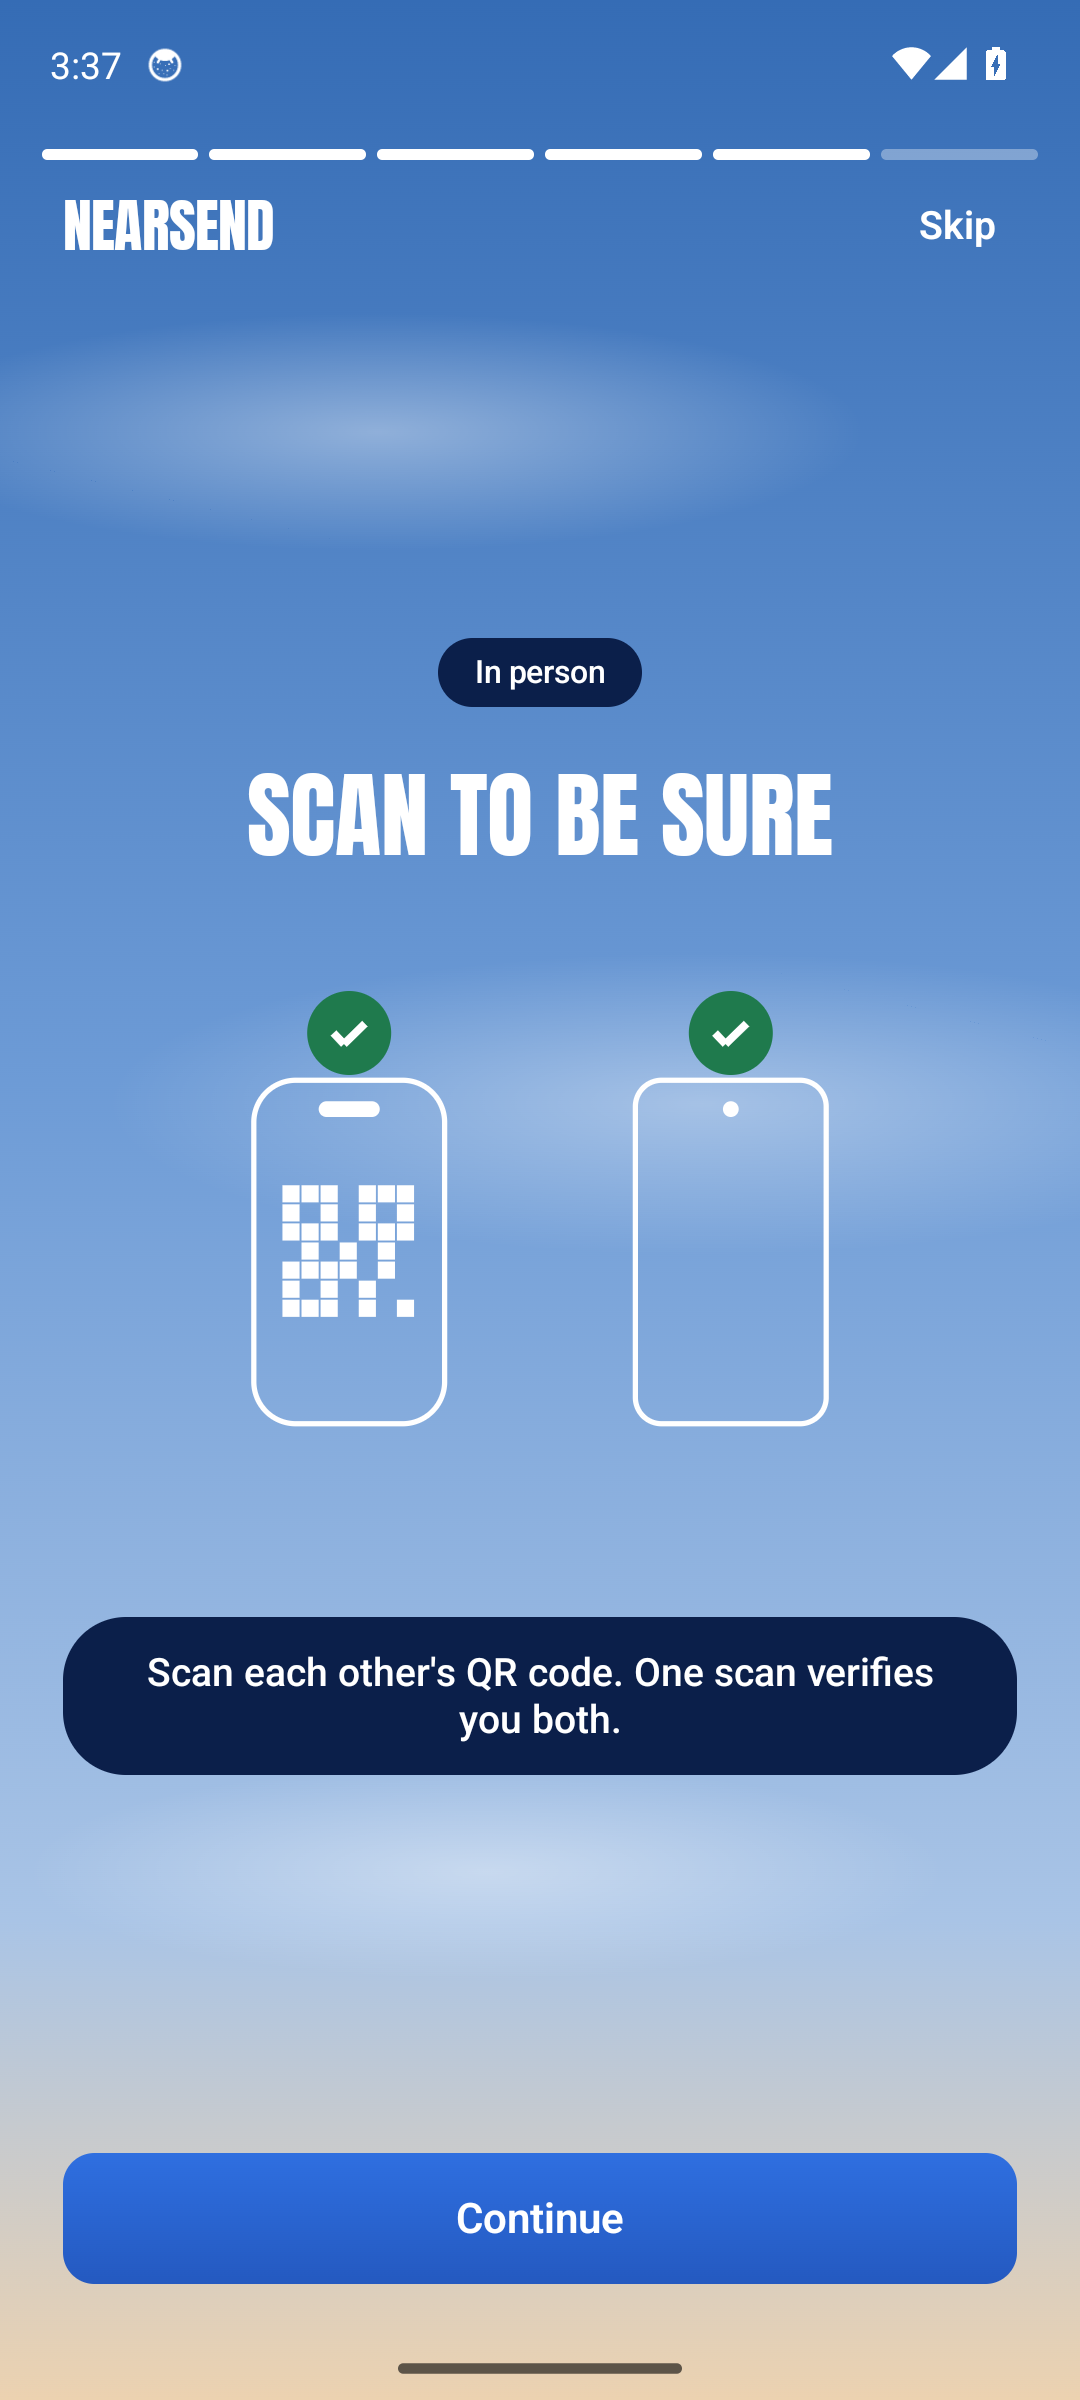 3:37
NEARSEND
Skip
In person
SCAN TO BE SURE
Scan each other's QR code. One scan verifies
you both.
Continue